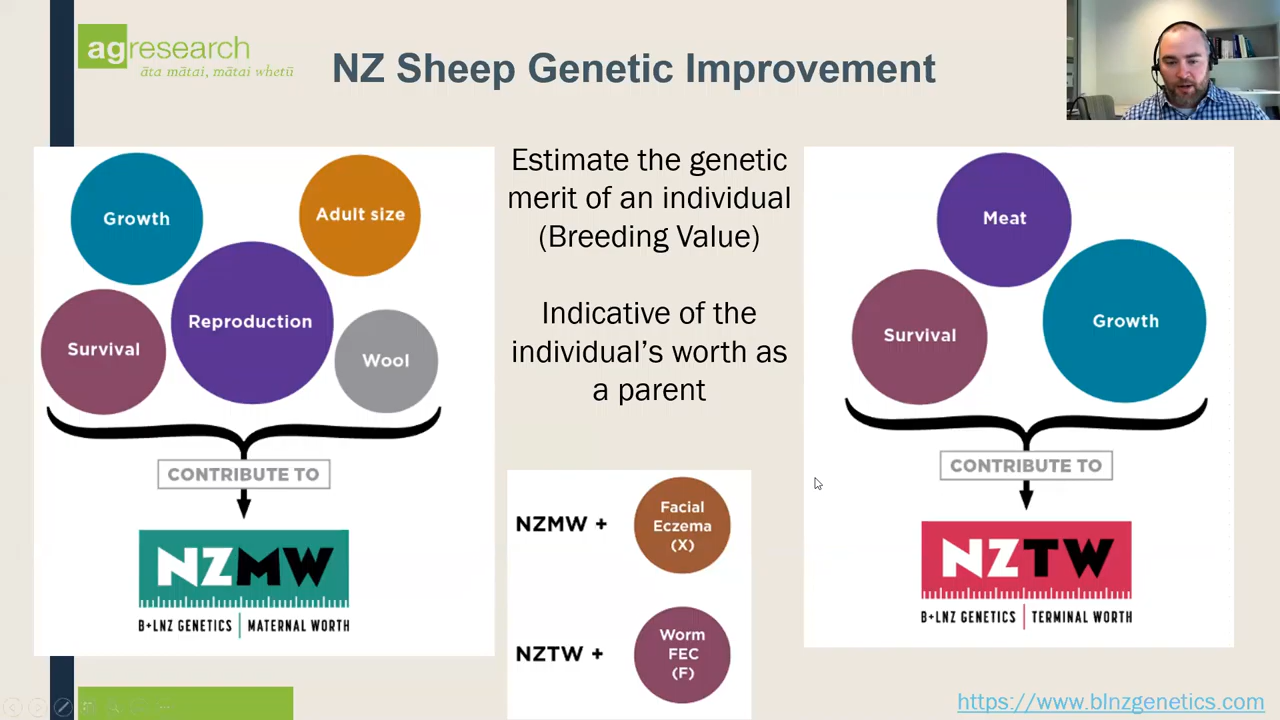 agresearch
āta mātai, mātai whetū
NZ Sheep Genetic Improvement
Growth
Adult size
Reproduction
Survival
Wool
CONTRIBUTE TO
NZMW
B+LNZ GENETICS | MATERNAL WORTH
Estimate the genetic
merit of an individual
(Breeding Value)
Indicative of the
individual’s worth as
a parent
NZMW +
Facial
Eczema
(X)
NZTW +
Worm
FEC
(F)
Meat
Survival
Growth
CONTRIBUTE TO
NZTW
B+LNZ GENETICS | TERMINAL WORTH
https://www.blnzgenetics.com